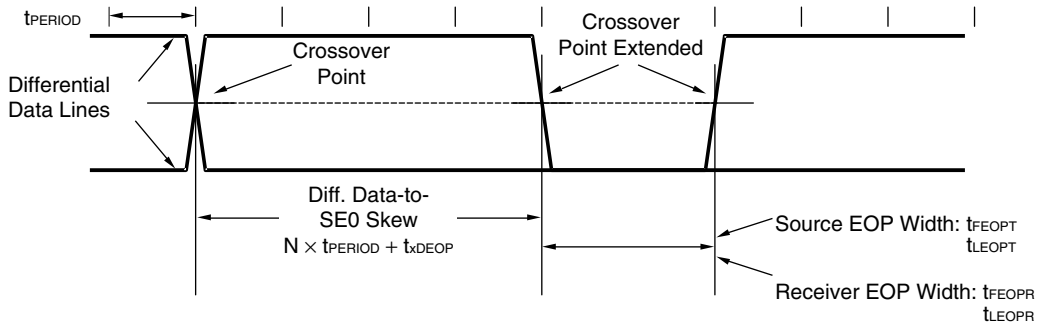 tPERIOD
Differential
Data Lines
Crossover
Point
Crossover
Point Extended
Diff. Data-to-
SE0 Skew
N × tPERIOD + txDEOP
Source EOP Width: tFEOPT
tLEOPT
Receiver EOP Width: tFEOPR
tLEOPR